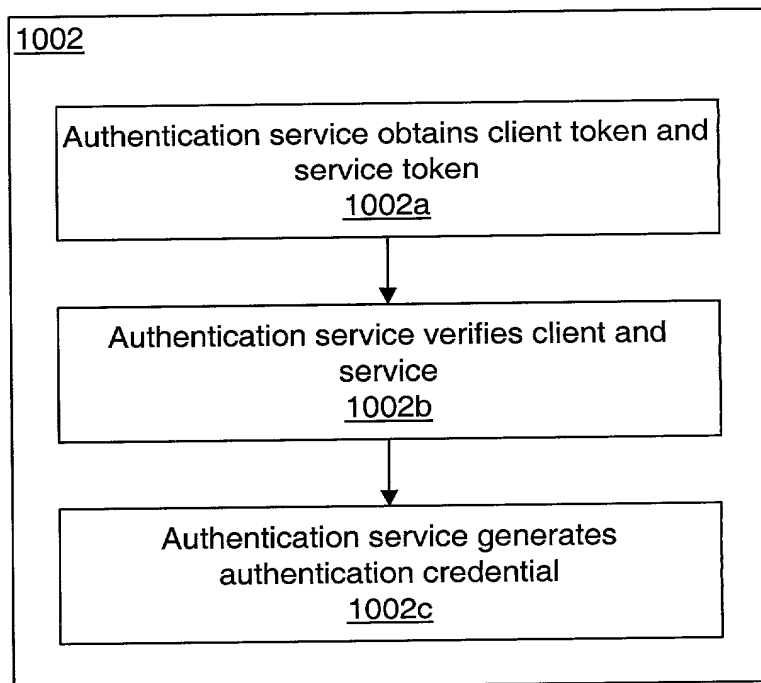 1002
Authentication service obtains client token and
service token
1002a
Authentication service verifies client and
service
1002b
Authentication service generates
authentication credential
1002c